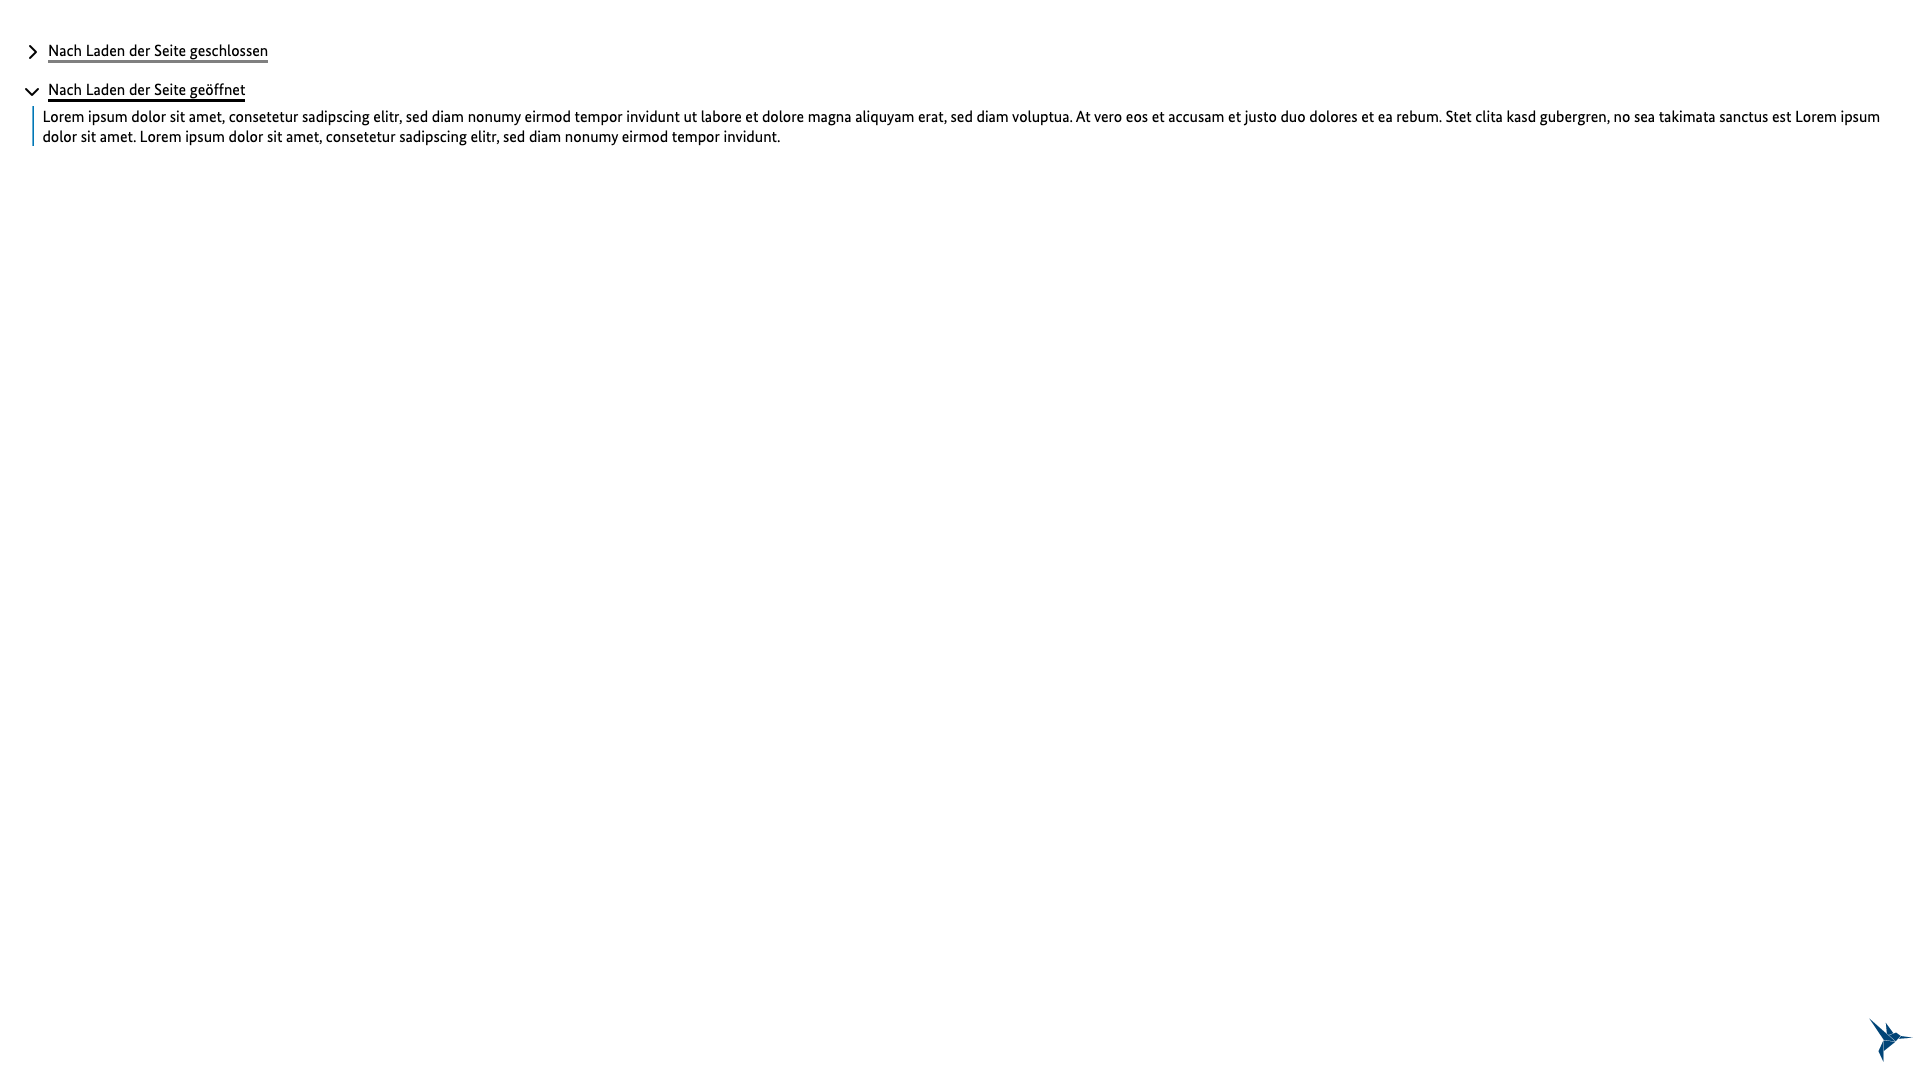 Nach Laden der Seite geschlossen
Nach Laden der Seite geöffnet
Lorem ipsum dolor sit amet, consetetur sadipscing elitr, sed diam nonumy eirmod tempor invidunt ut labore et dolore magna aliquyam erat, sed diam voluptua. At vero eos et accusam et justo duo dolores et ea rebum. Stet clita kasd gubergren, no sea takimata sanctus est Lorem ipsum
dolor sit amet. Lorem ipsum dolor sit amet, consetetur sadipscing elitr, sed diam nonumy eirmod tempor invidunt.